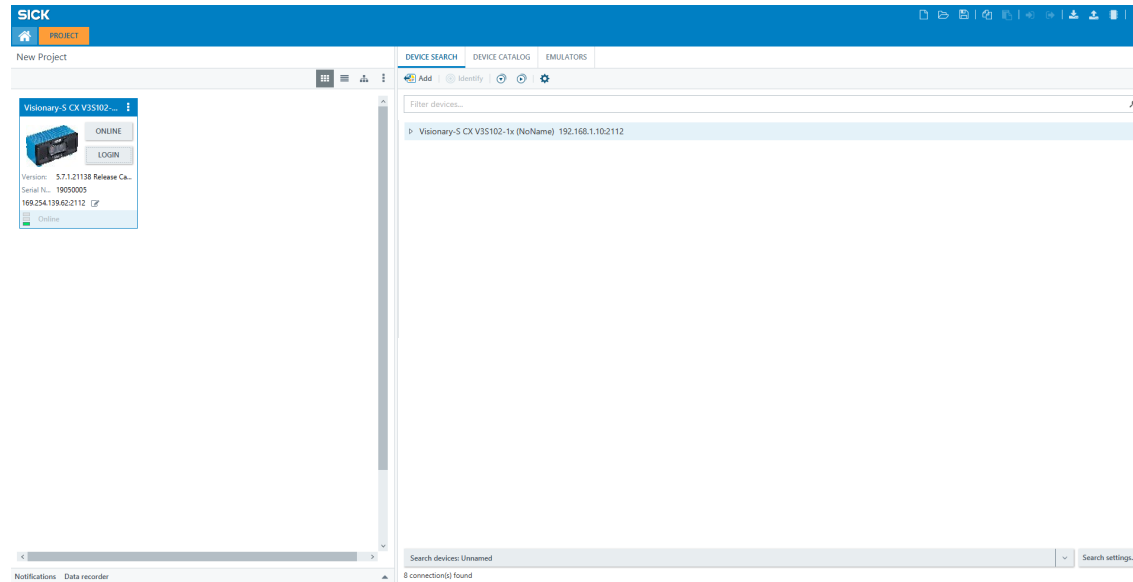 SICK
PROJECT
New Project
DEVICE SEARCH DEVICE CATALOG EMULATORS
Add Identify
Filter devices...
Visionary-S CX V3S102-1x (NoName) 192.168.1.10:2112
Visionary-S CX V3S102-...
ONLINE
LOGIN
Version: 5.7.1.21138 Release Ca...
Serial N... 19050005
169.254.139.62:2112
Online
Search devices: Unnamed
Search settings.
Notifications Data recorder
8 connection(s) found